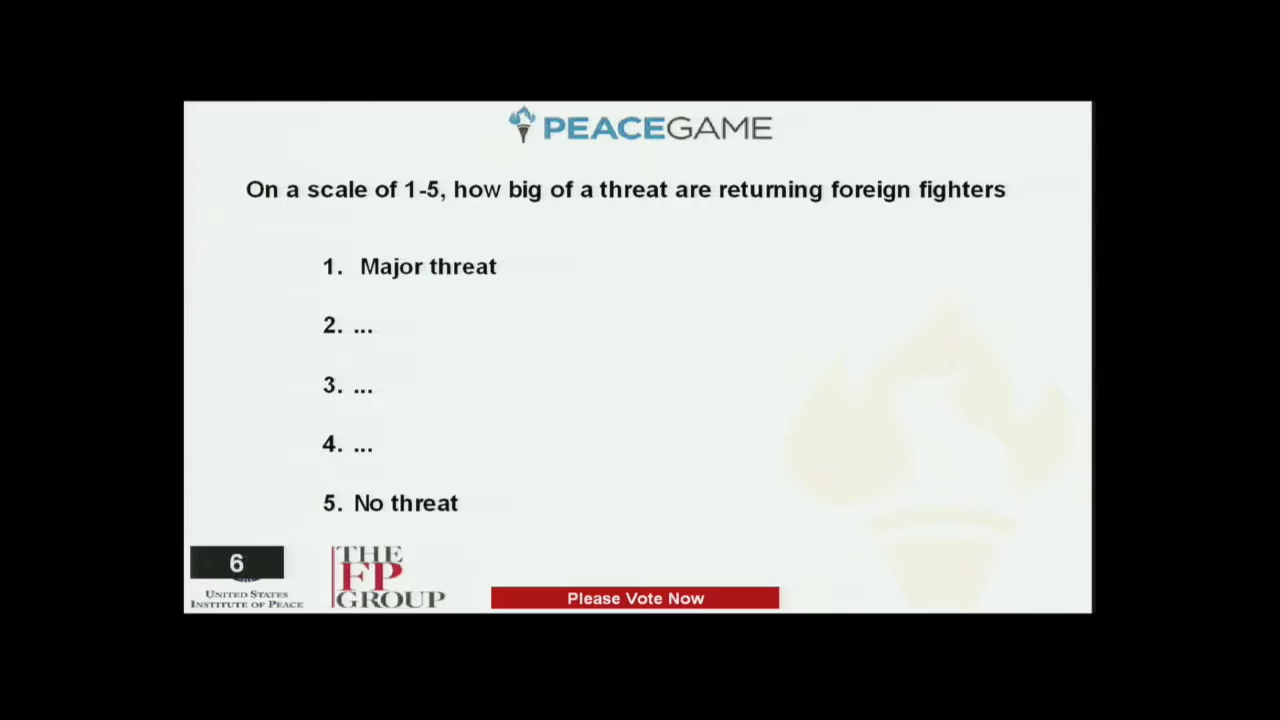 PEACEGAME
On a scale of 1-5, how big of a threat are returning foreign fighters
1. Major threat
2. ...
3. ...
4. ...
5. No threat
6
UNITED STATES
INSTITUTE OF PEACE
THE
FP
GROUP
Please Vote Now